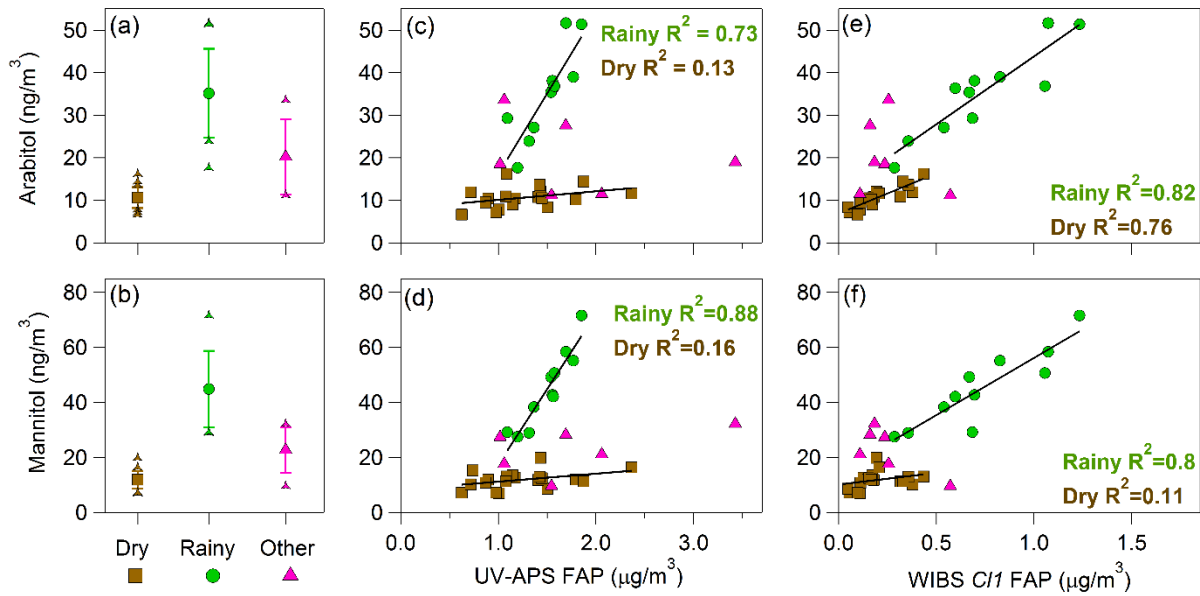 (a)
(c)
(e)
Rainy R² = 0.73
Dry R² = 0.13
Rainy R²=0.82
Dry R²=0.76
Arabitol (ng/m³)
50
40
30
20
10
0
(b)
(d)
(f)
Rainy R²=0.88
Dry R²=0.16
Rainy R²=0.8
Dry R²=0.11
Mannitol (ng/m³)
80
60
40
20
0
Dry Rainy Other
0.0 1.0 2.0 3.0
UV-APS FAP (μg/m³)
0.0 0.5 1.0 1.5
WIBS Cl1 FAP (μg/m³)